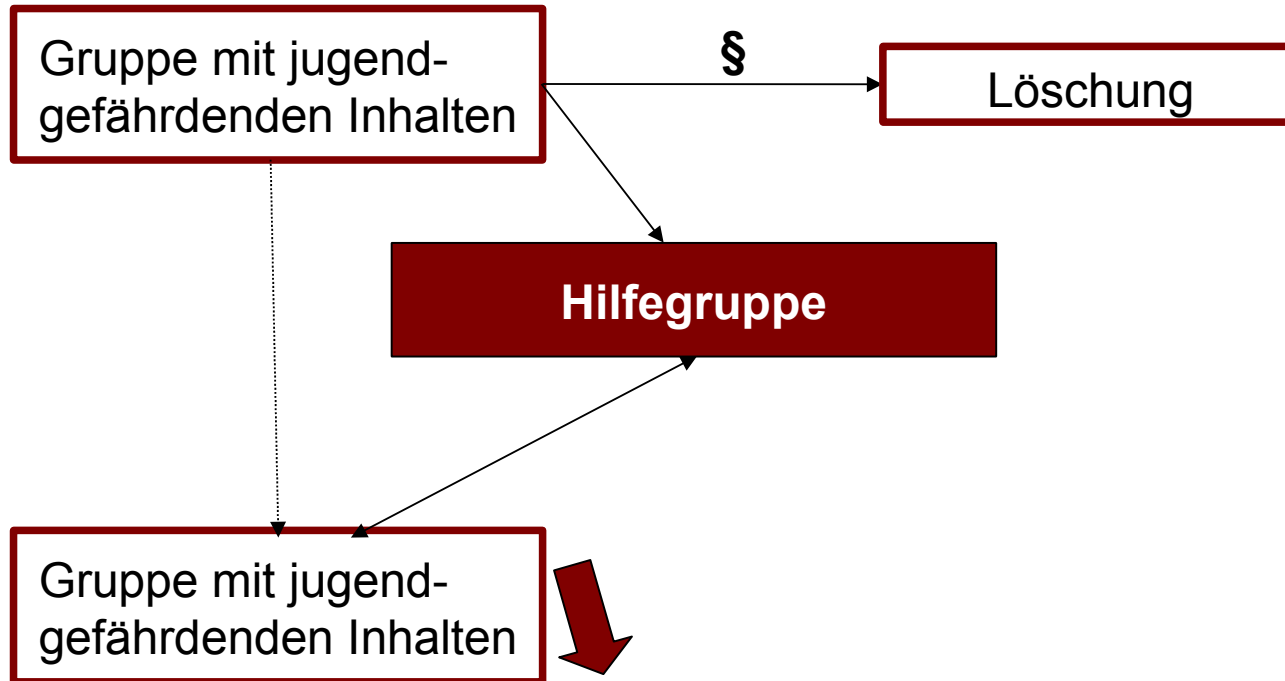 Gruppe mit jugend-
gefährdenden Inhalten
§
Löschung
Hilfegruppe
Gruppe mit jugend-
gefährdenden Inhalten